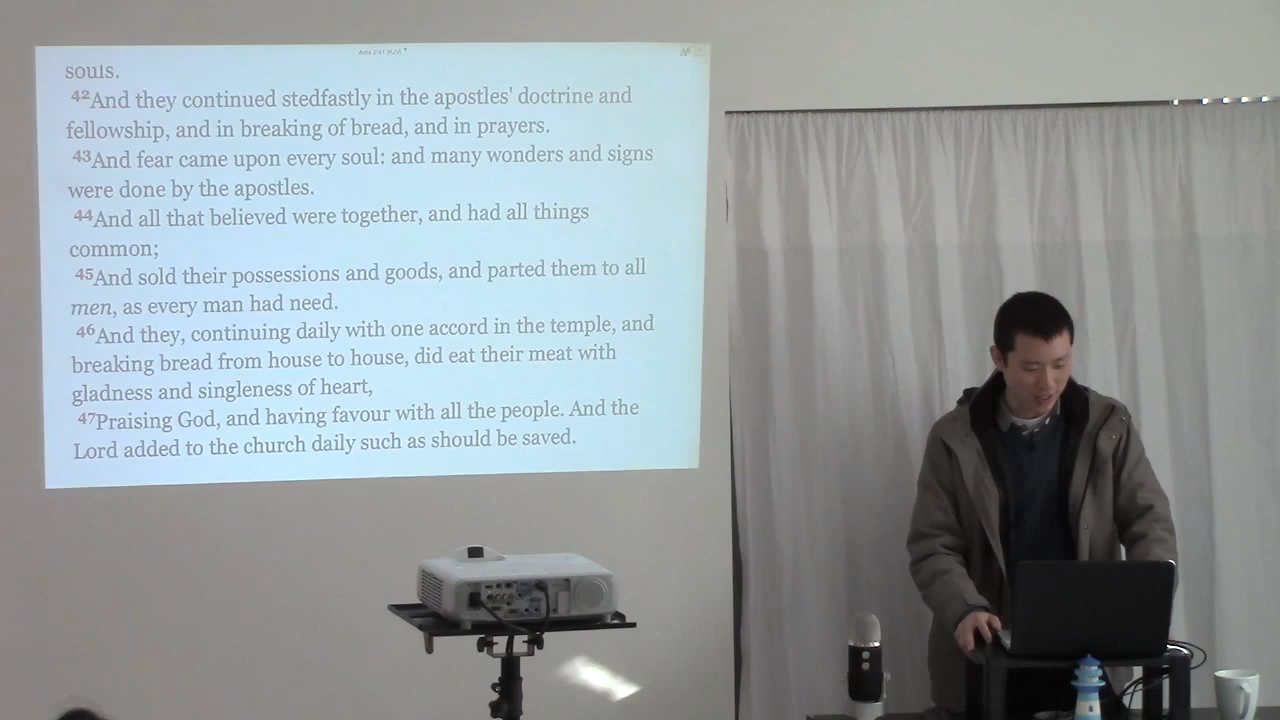 Acts 2:41 (KJV)
souls.
42And they continued stedfastly in the apostles' doctrine and
fellowship, and in breaking of bread, and in prayers.
43And fear came upon every soul: and many wonders and signs
were done by the apostles.
44And all that believed were together, and had all things
common;
45And sold their possessions and goods, and parted them to all
men, as every man had need.
46And they, continuing daily with one accord in the temple, and
breaking bread from house to house, did eat their meat with
gladness and singleness of heart,
47Praising God, and having favour with all the people. And the
Lord added to the church daily such as should be saved.